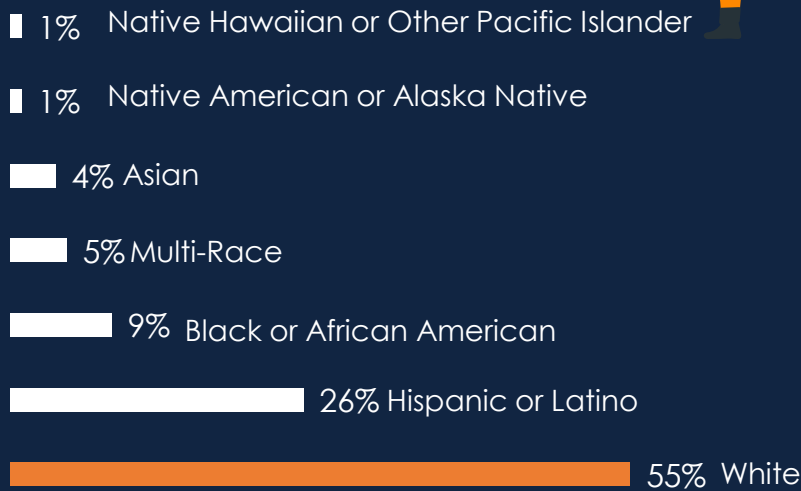 1% Native Hawaiian or Other Pacific Islander
1% Native American or Alaska Native
4% Asian
5% Multi-Race
9% Black or African American
26% Hispanic or Latino
55% White